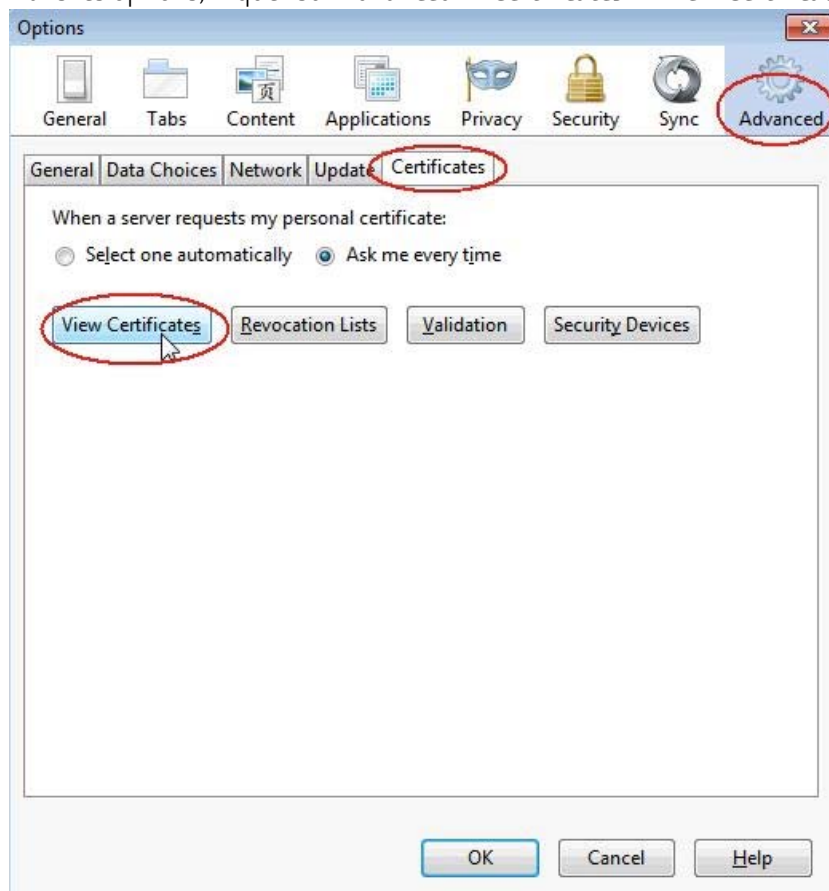 Options
页
General Tabs Content Applications Privacy Security Sync Advanced
General Data Choices Network Update Certificates
When a server requests my personal certificate:
Select one automatically Ask me every time
View Certificates Revocation Lists Validation Security Devices
OK Cancel Help